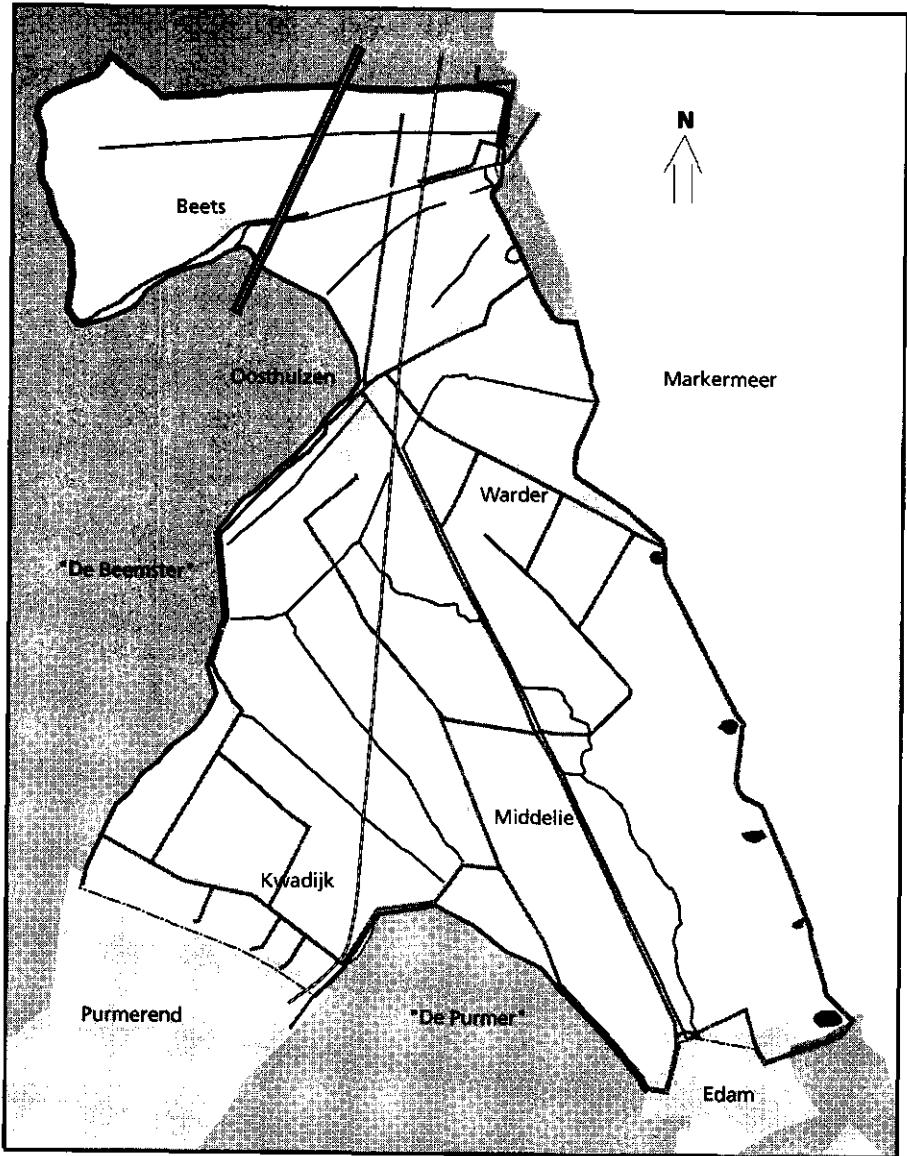 N
Beets
Oosthuizen
Markermeer
Warder
"De Beemster"
Middelie
Kwadijk
Purmerend
"De Purmer"
Edam